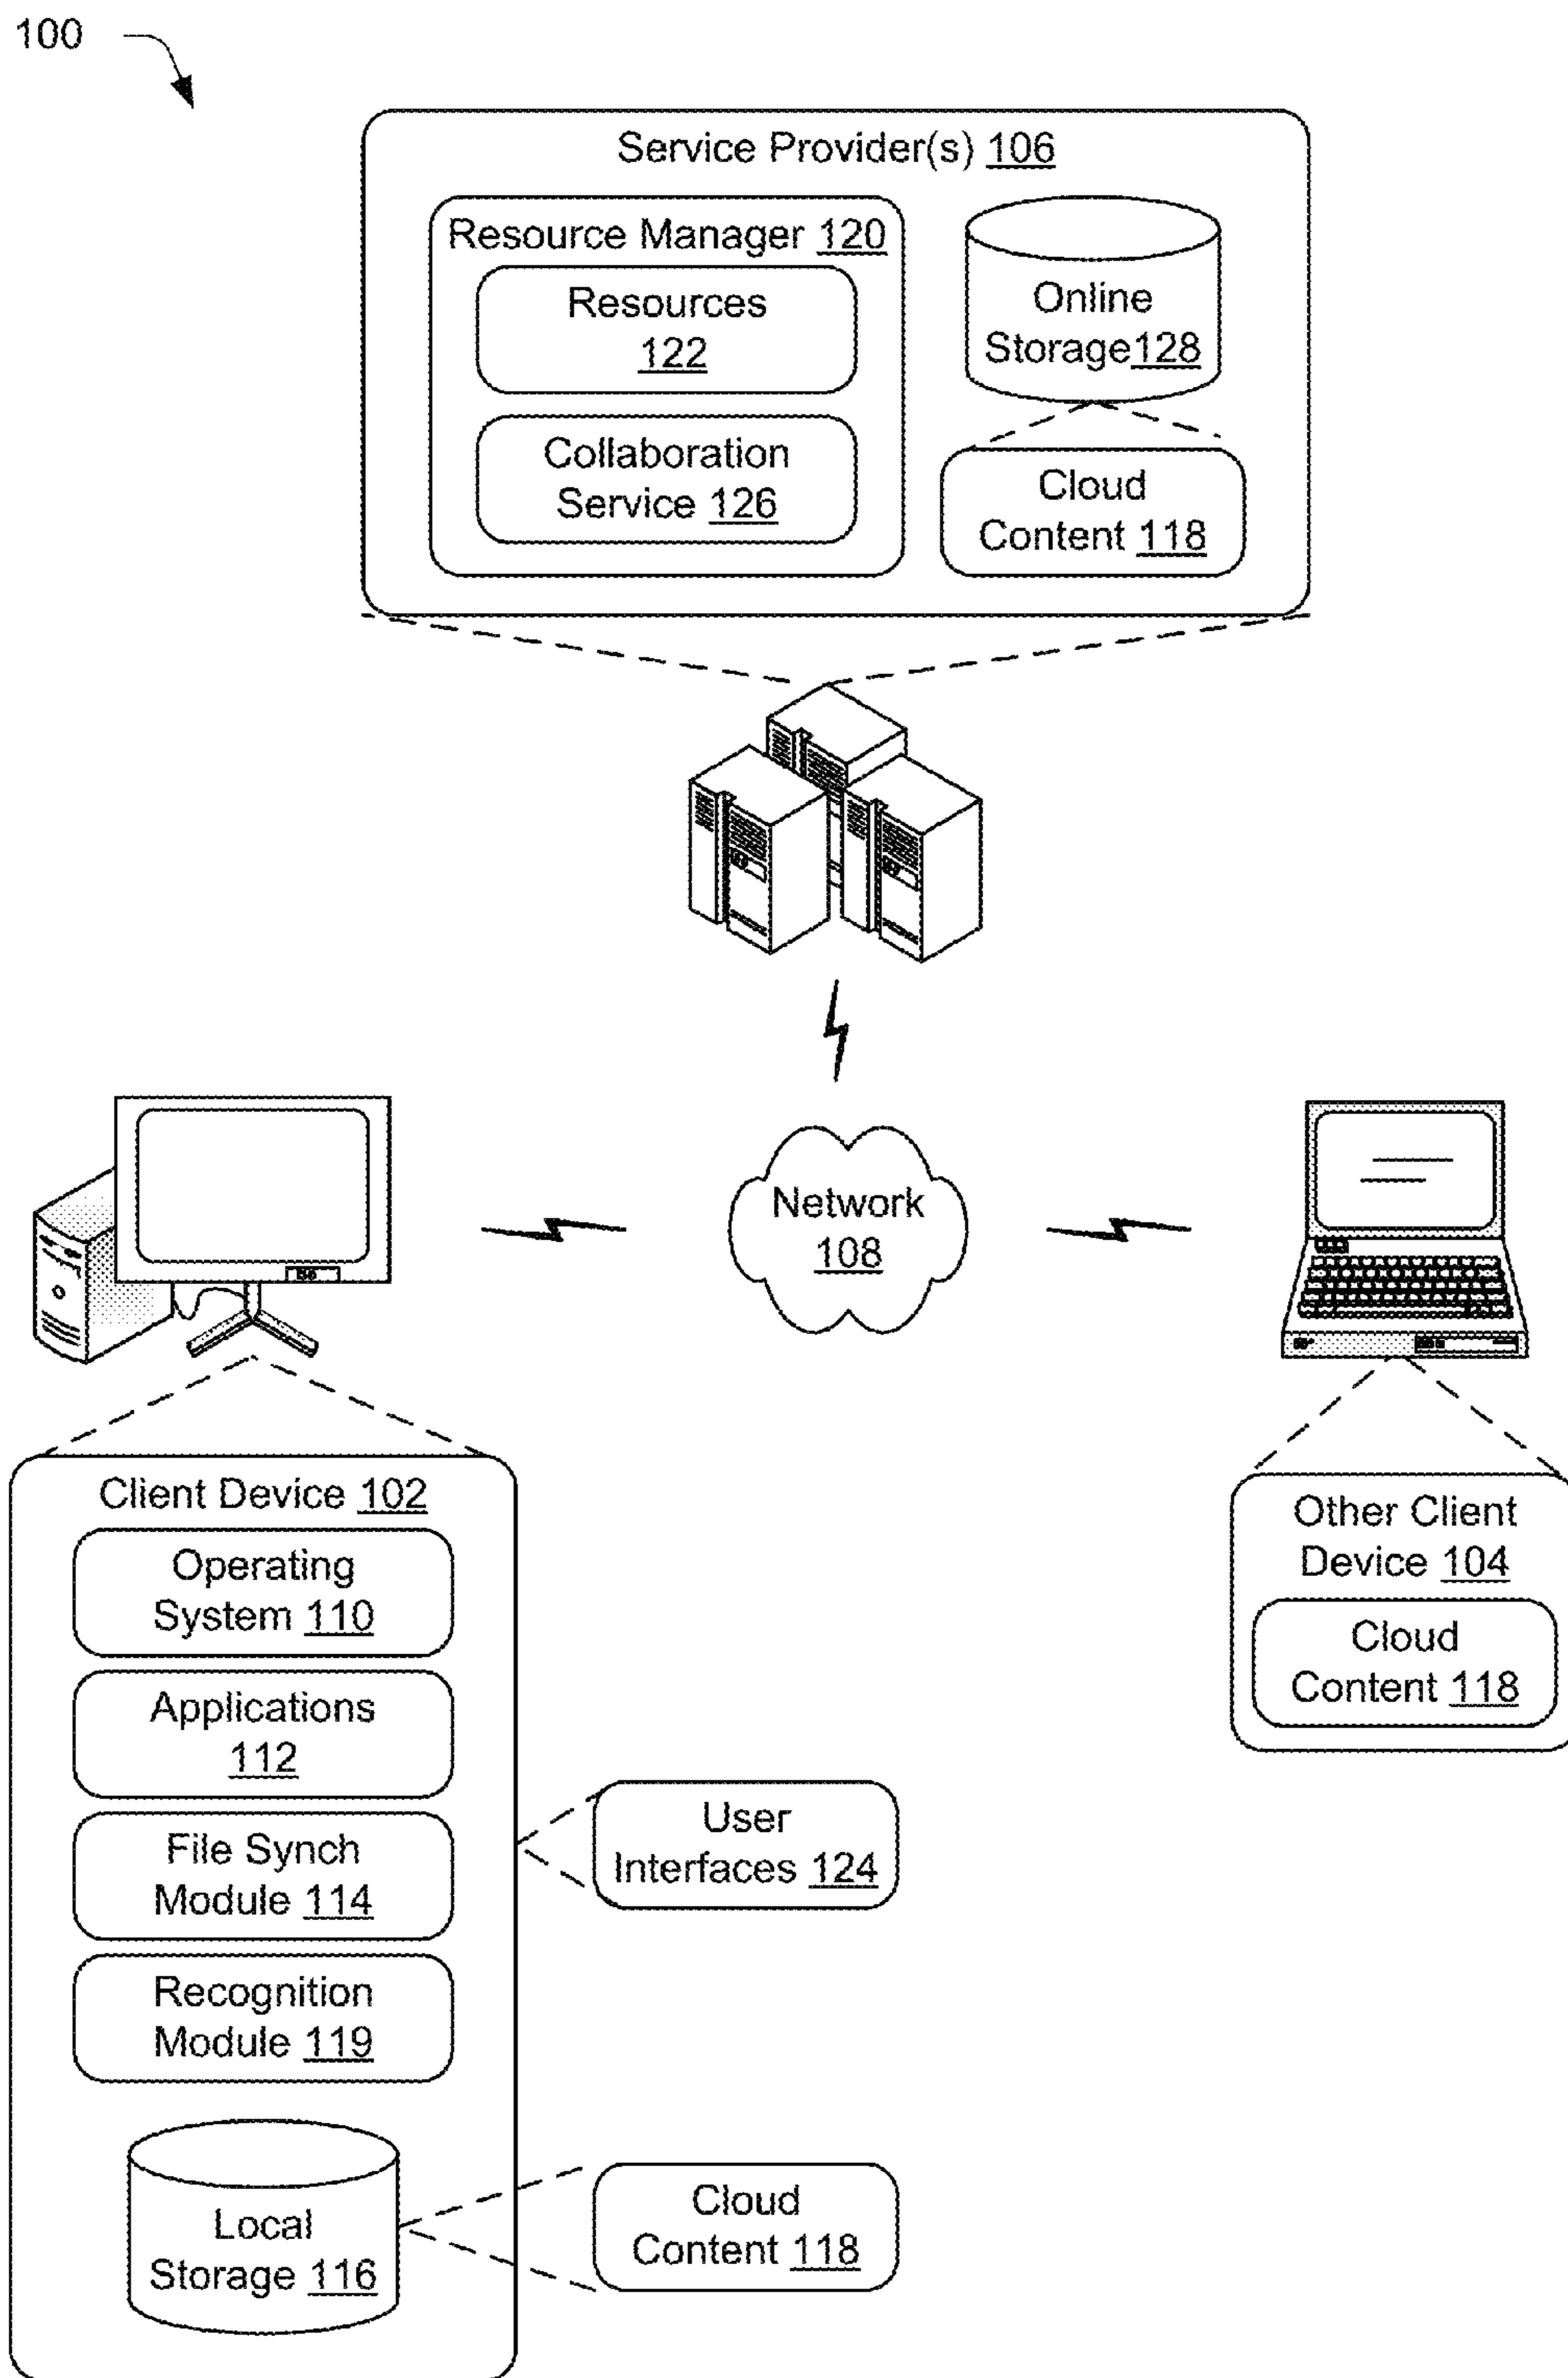 100
Service Provider(s) 106
Resource Manager 120
Resources
122
Collaboration
Service 126
Online
Storage128
Cloud
Content 118
Network
108
Client Device 102
Operating
System 110
Applications
112
File Synch
Module 114
Recognition
Module 119
Local
Storage 116
User
Interfaces 124
Cloud
Content 118
Other Client
Device 104
Cloud
Content 118